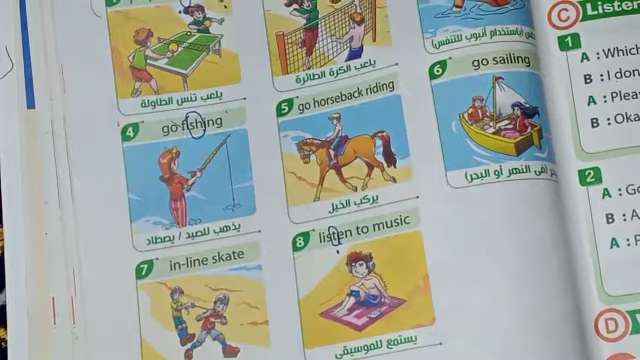 يلعب تنس الطاولة
يلعب الكرة الطائرة
(باستخدام أنبوب للتنفس)
4 go fishing
يذهب للصيد / يصطاد
5 go horseback riding
يركب الخيل
6 go sailing
(في النهر أو البحر)
7 in-line skate
8 listen to music
يستمع للموسيقى
C Listen
1
A : Which
B : I don
A : Plea
B : Oka
2
A : Go
B : A
A :
D